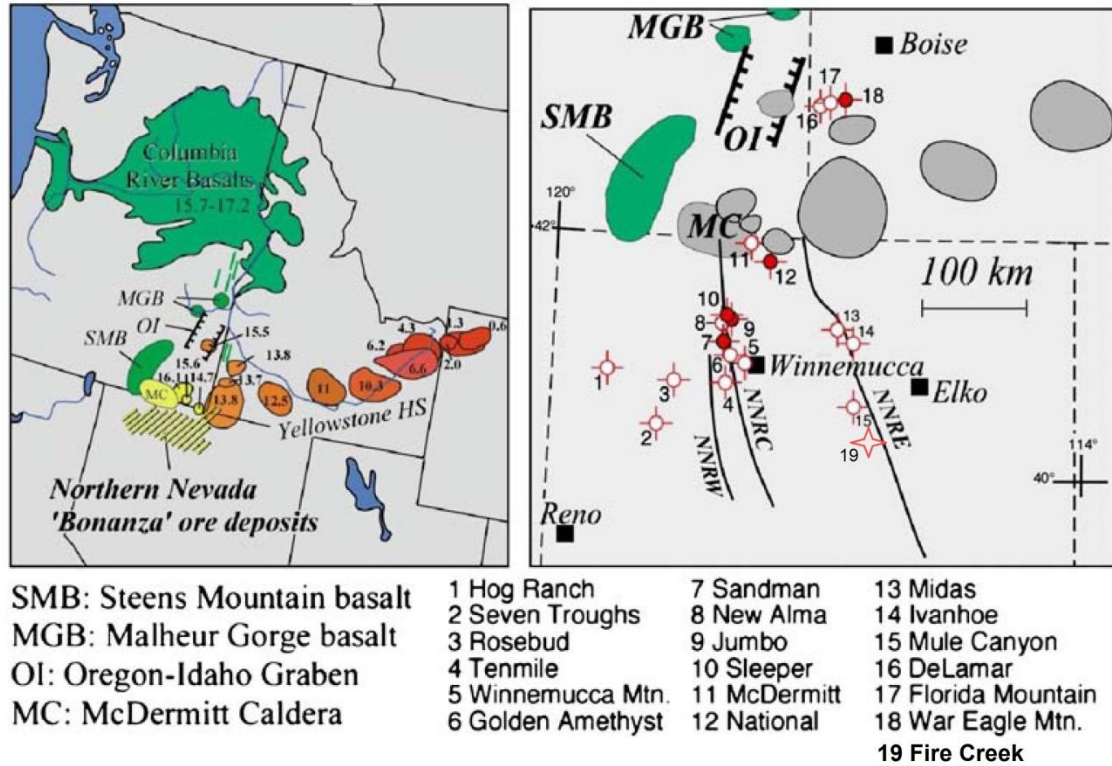 Columbia
River Basalts
15.7-17.2
MGB
OI
SMB
15.5
15.6
16.1
14.7
13.8
13.7
MC
13.8
12.5
11
10.3
6.2
6.6
4.3
1.3
2.0
0.6
Yellowstone HS
Northern Nevada
'Bonanza' ore deposits
MGB
Boise
17
18
16
SMB
OI
120°
42°
MC
11
12
100 km
10
8
9
7
13
14
6
5
Winnemucca
1
3
4
Elko
2
NNRW
NNRC
15
NNRE
19
114°
40°
Reno
SMB: Steens Mountain basalt
MGB: Malheur Gorge basalt
OI: Oregon-Idaho Graben
MC: McDermitt Caldera
1 Hog Ranch
2 Seven Troughs
3 Rosebud
4 Tenmile
5 Winnemucca Mtn.
6 Golden Amethyst
7 Sandman
8 New Alma
9 Jumbo
10 Sleeper
11 McDermitt
12 National
13 Midas
14 Ivanhoe
15 Mule Canyon
16 DeLamar
17 Florida Mountain
18 War Eagle Mtn.
19 Fire Creek